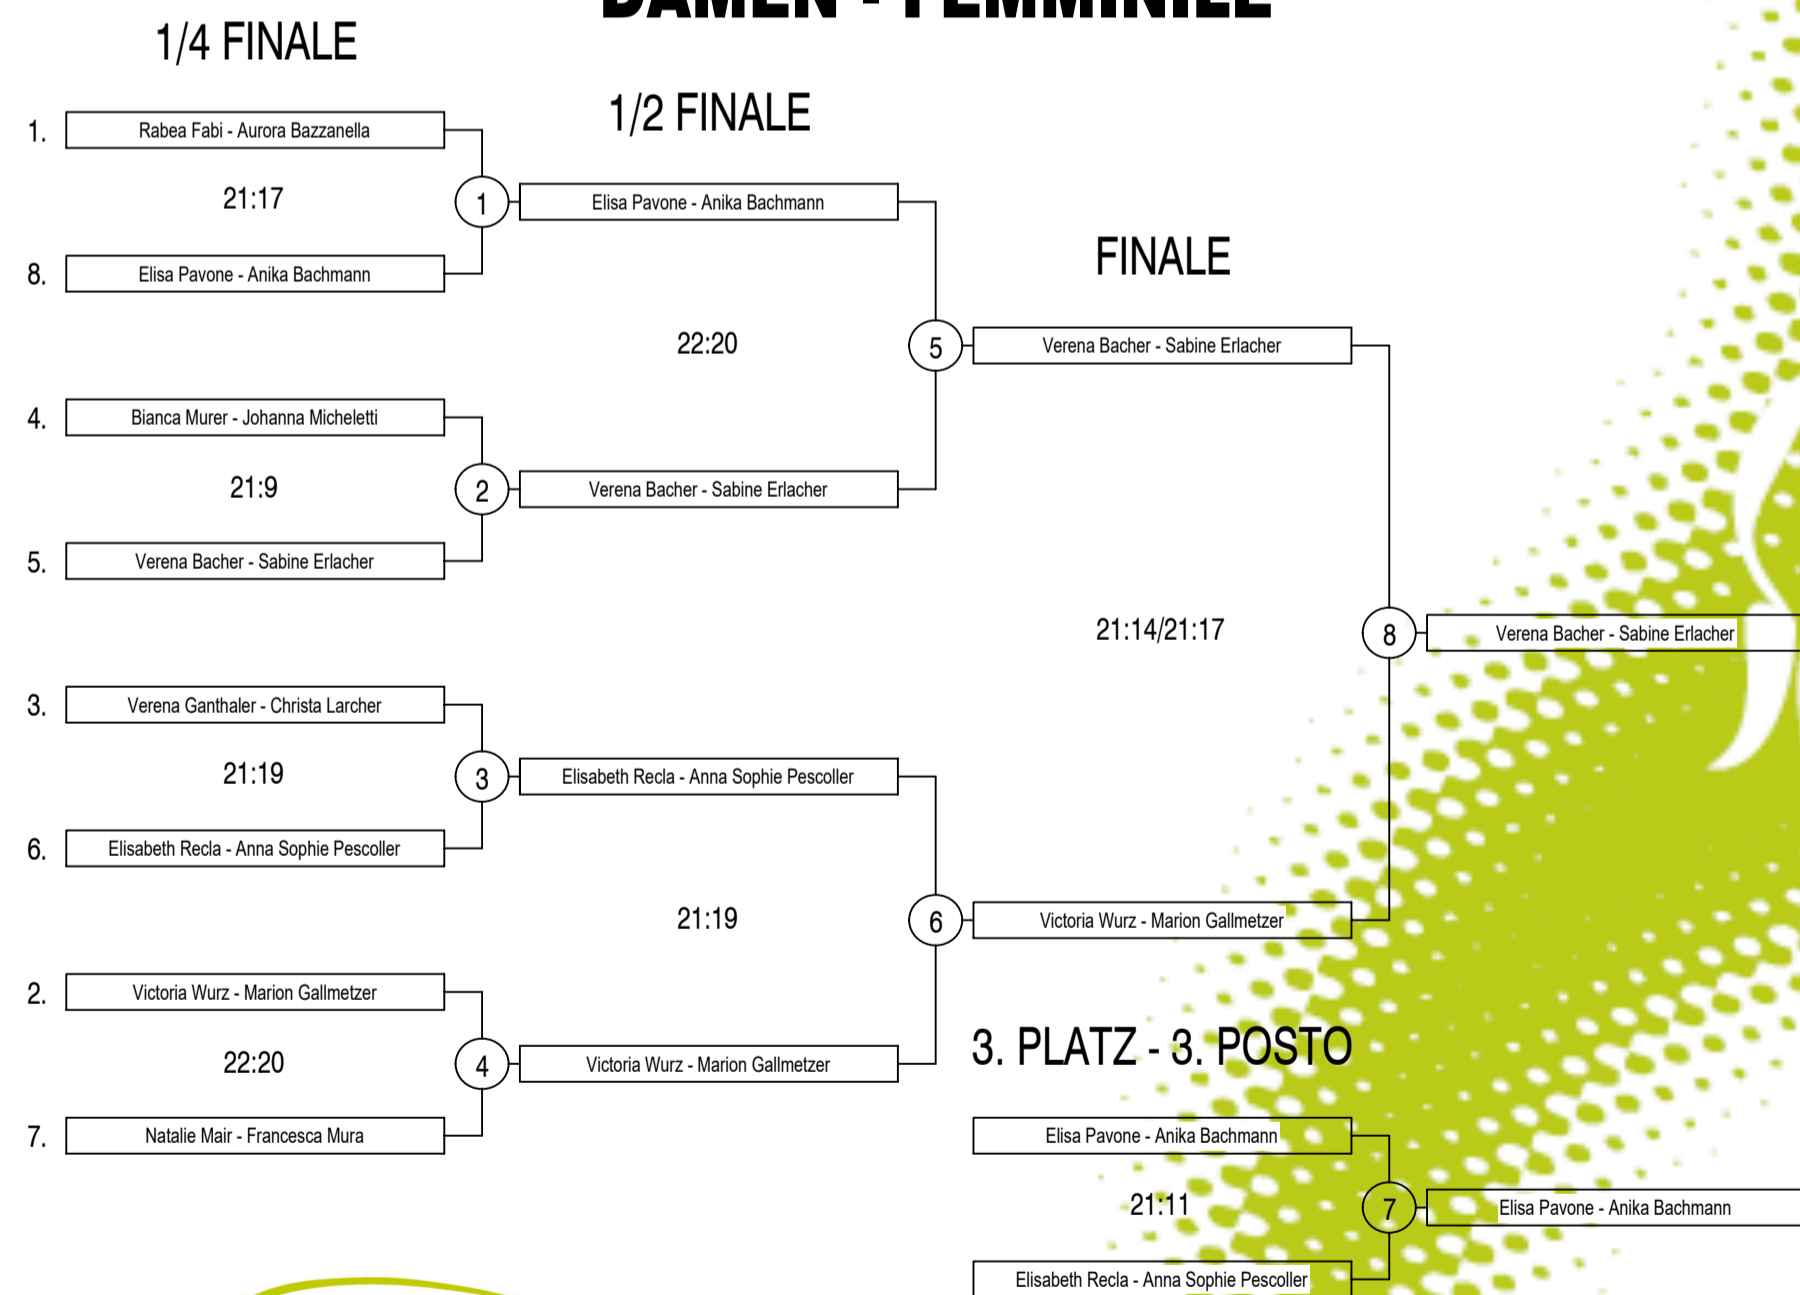 DAMEN - FEMMINILE
1/4 FINALE
1/2 FINALE
1. Rabea Fabi - Aurora Bazzanella
21:17
1
Elisa Pavone - Anika Bachmann
8. Elisa Pavone - Anika Bachmann
FINALE
22:20
5
Verena Bacher - Sabine Erlacher
4. Bianca Murer - Johanna Micheletti
21:9
2
Verena Bacher - Sabine Erlacher
5. Verena Bacher - Sabine Erlacher
21:14/21:17
8
Verena Bacher - Sabine Erlacher
3. Verena Ganthaler - Christa Larcher
21:19
3
Elisabeth Recla - Anna Sophie Pescoller
6. Elisabeth Recla - Anna Sophie Pescoller
21:19
6
Victoria Wurz - Marion Gallmetzer
2. Victoria Wurz - Marion Gallmetzer
22:20
4
Victoria Wurz - Marion Gallmetzer
7. Natalie Mair - Francesca Mura
3. PLATZ - 3. POSTO
Elisa Pavone - Anika Bachmann
21:11
7
Elisa Pavone - Anika Bachmann
Elisabeth Recla - Anna Sophie Pescoller